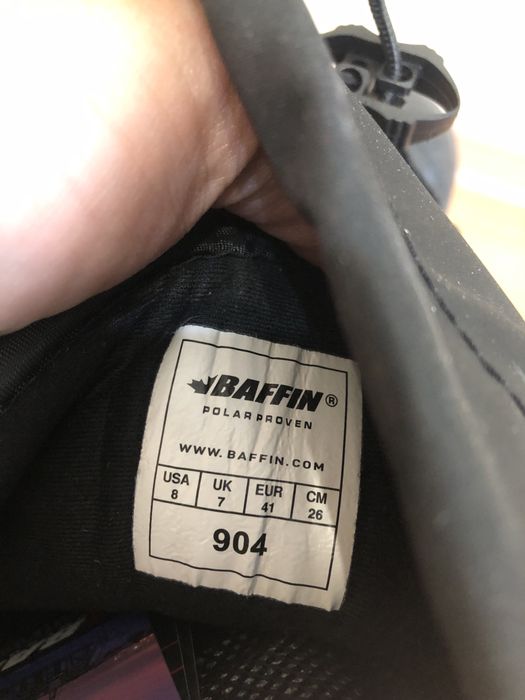 BAFFIN®
POLAR PROVEN
WWW.BAFFIN.COM
USA UK EUR CM
8 7 41 26
904